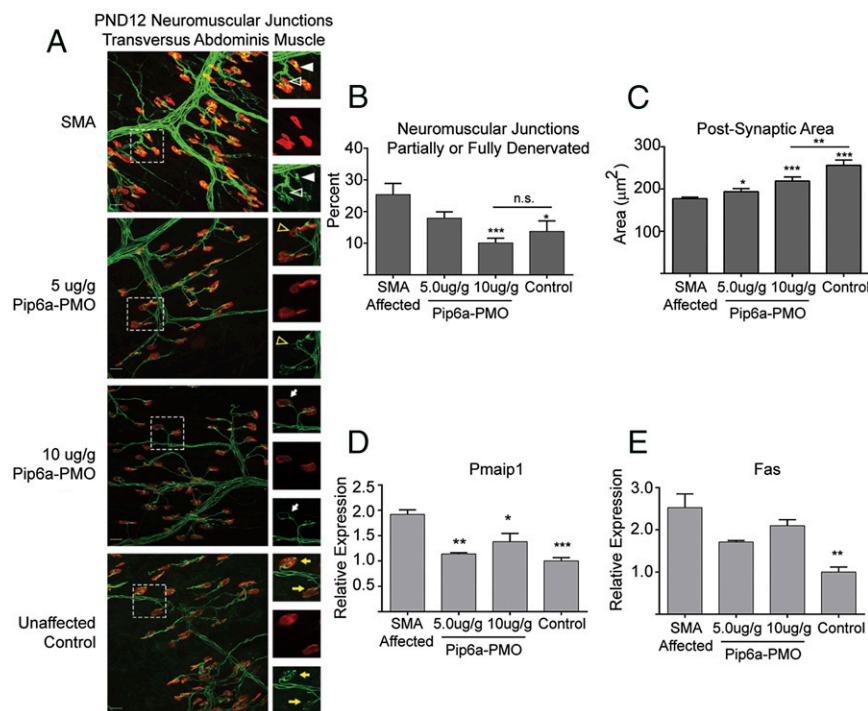 A
PND12 Neuromuscular Junctions
Transversus Abdominis Muscle
SMA
5 ug/g
Pip6a-PMO
10 ug/g
Pip6a-PMO
Unaffected
Control
B
Neuromuscular Junctions
Partially or Fully Denervated
Percent
50
40
30
20
10
n.s.
***
*
SMA
Affected
5.0ug/g
10ug/g
Control
Pip6a-PMO
C
Post-Synaptic Area
Area (μm²)
300
200
100
**
*
***
***
SMA
Affected
5.0ug/g
10ug/g
Control
Pip6a-PMO
D
Pmaip1
Relative Expression
2.5
2.0
1.5
1.0
0.5
**
*
***
SMA
Affected
5.0ug/g
10ug/g
Control
Pip6a-PMO
E
Fas
Relative Expression
3.0
2.0
1.0
**
SMA
Affected
5.0ug/g
10ug/g
Control
Pip6a-PMO